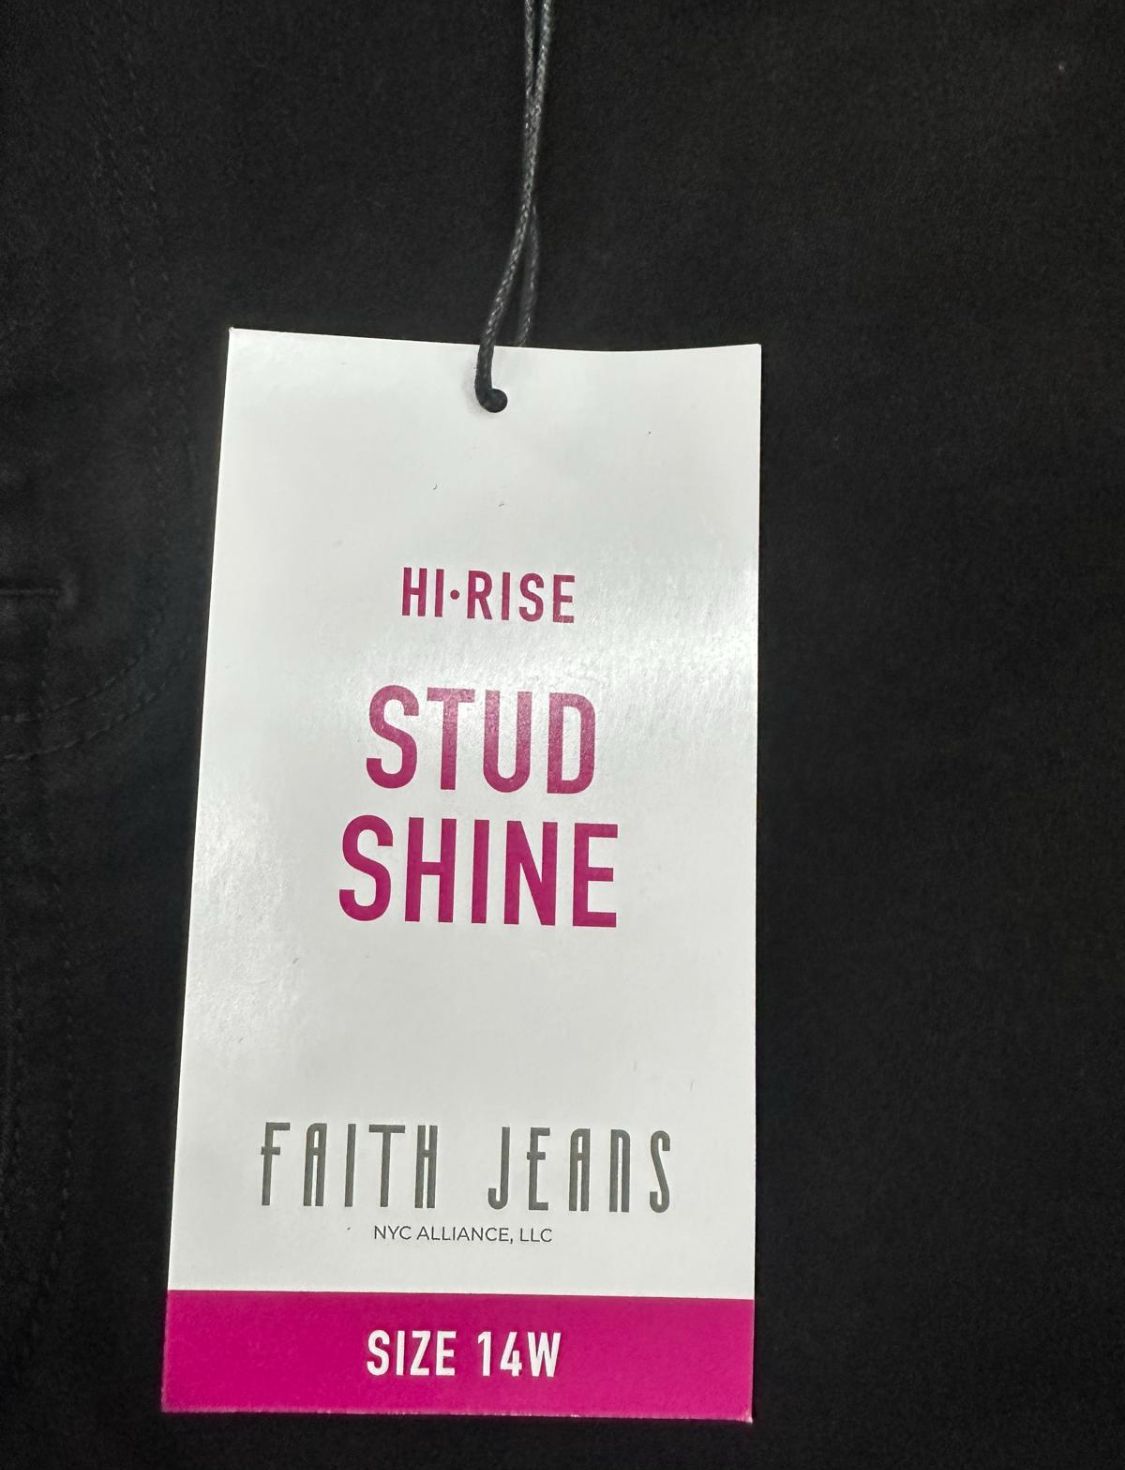 HI·RISE
STUD
SHINE
FAITH JEANS
NYC ALLIANCE, LLC
SIZE 14W